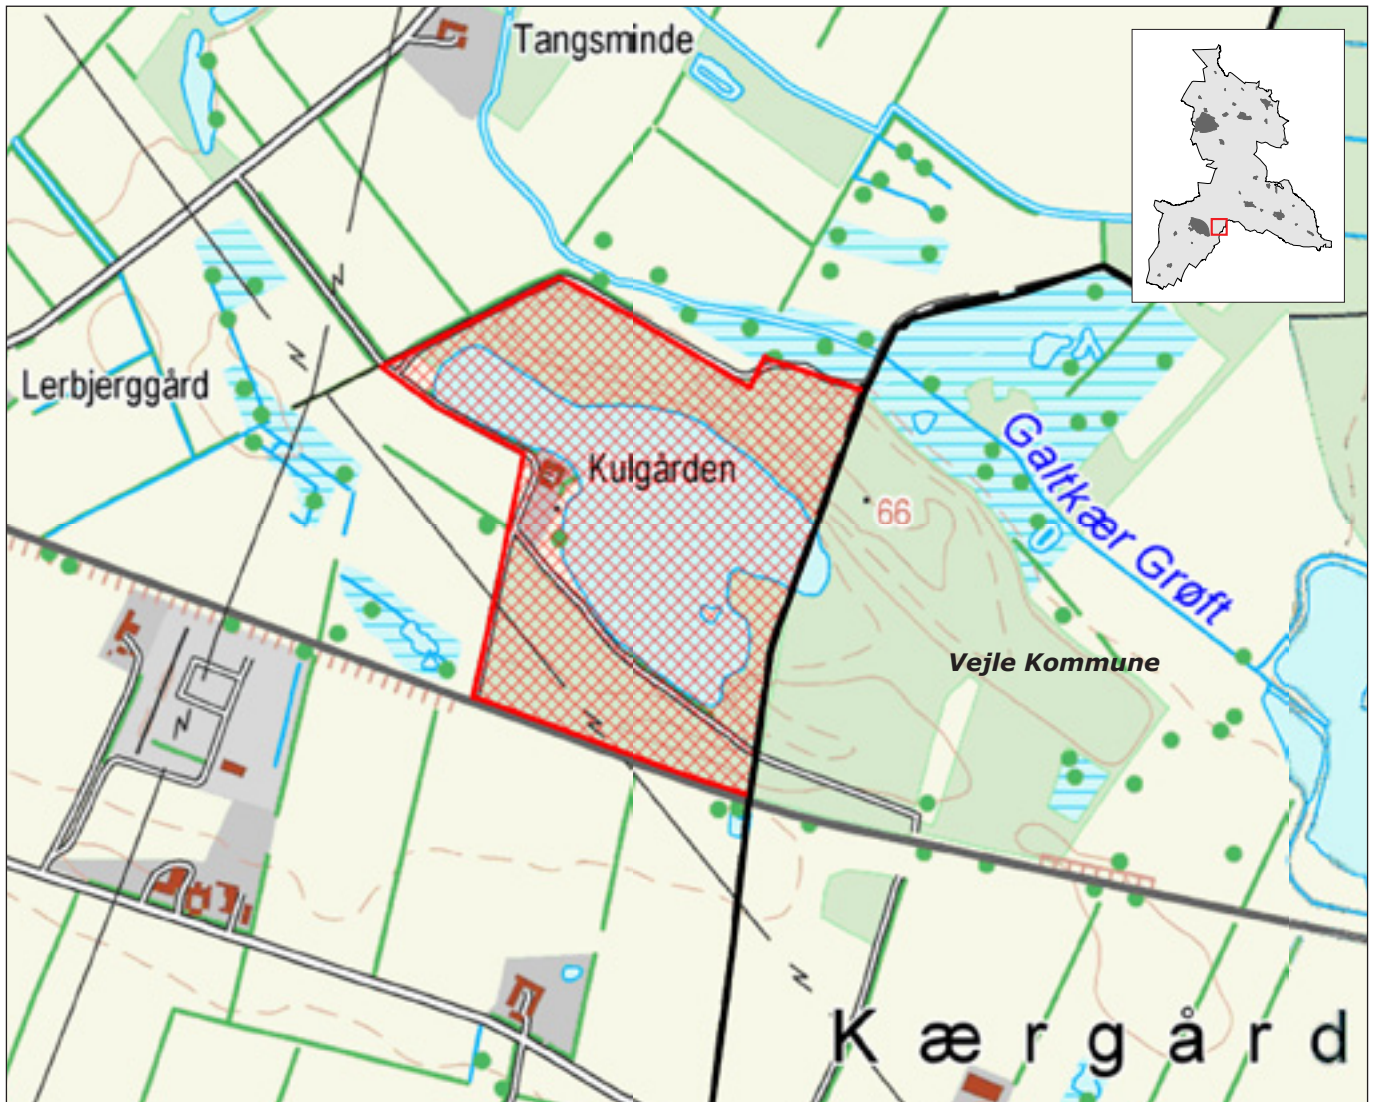 Tangsminde
Lerbjerggård
Kulgården
66
Galtkær Grøft
Vejle Kommune
Kærgård